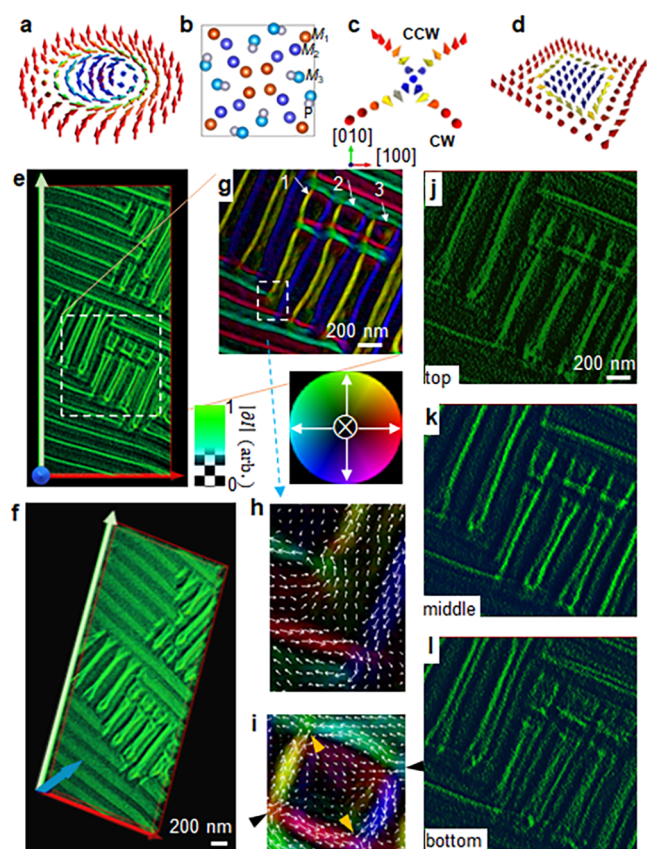 a
b
c
d
M1
M2
M3
P
CCW
CW
[010]
[100]
e
g
1
2
3
200 nm
j
top
200 nm
1
0
|∂I| (arb.)
k
middle
f
200 nm
h
i
l
bottom